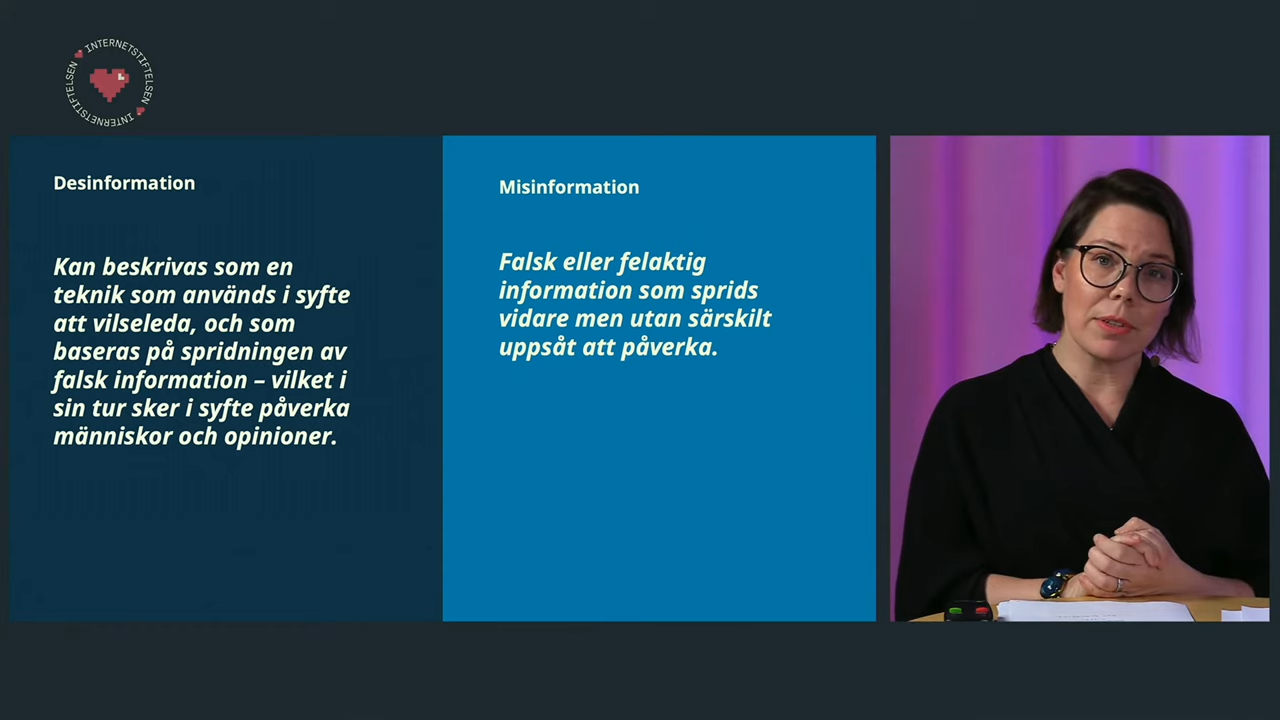 INTERNETSTIFTELSEN
INTERNETSTIFTELSEN
Desinformation
Kan beskrivas som en
teknik som används i syfte
att vilseleda, och som
baseras på spridningen av
falsk information – vilket i
sin tur sker i syfte påverka
människor och opinioner.
Misinformation
Falsk eller felaktig
information som sprids
vidare men utan särskilt
uppsåt att påverka.